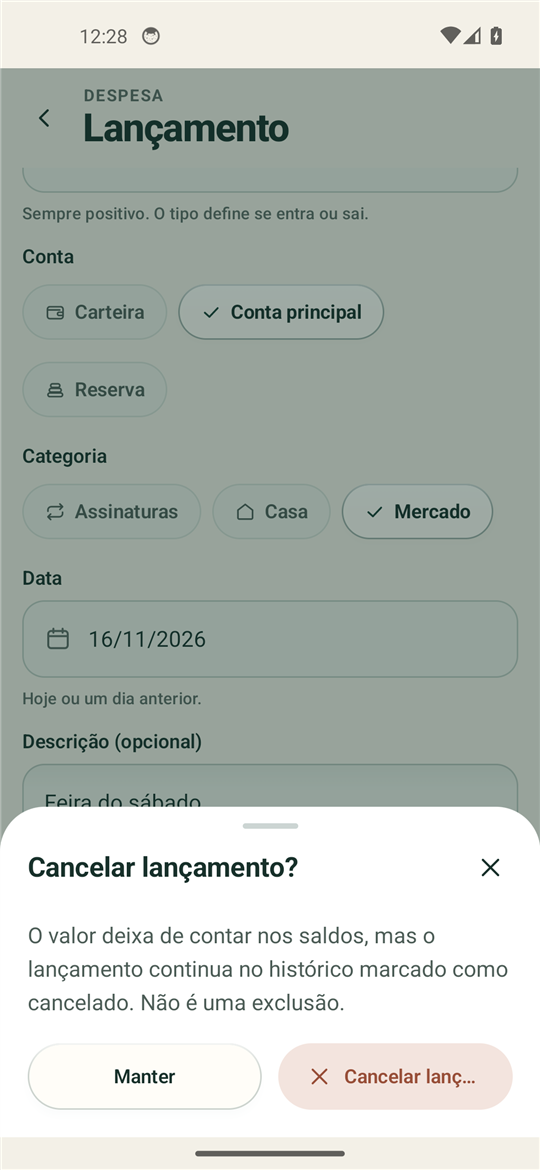 12:28
DESPESA
Lançamento
Sempre positivo. O tipo define se entra ou sai.
Conta
Carteira
Conta principal
Reserva
Categoria
Assinaturas
Casa
Mercado
Data
16/11/2026
Hoje ou um dia anterior.
Descrição (opcional)
Feira do sábado
Cancelar lançamento?
O valor deixa de contar nos saldos, mas o
lançamento continua no histórico marcado como
cancelado. Não é uma exclusão.
Manter
Cancelar lanç...